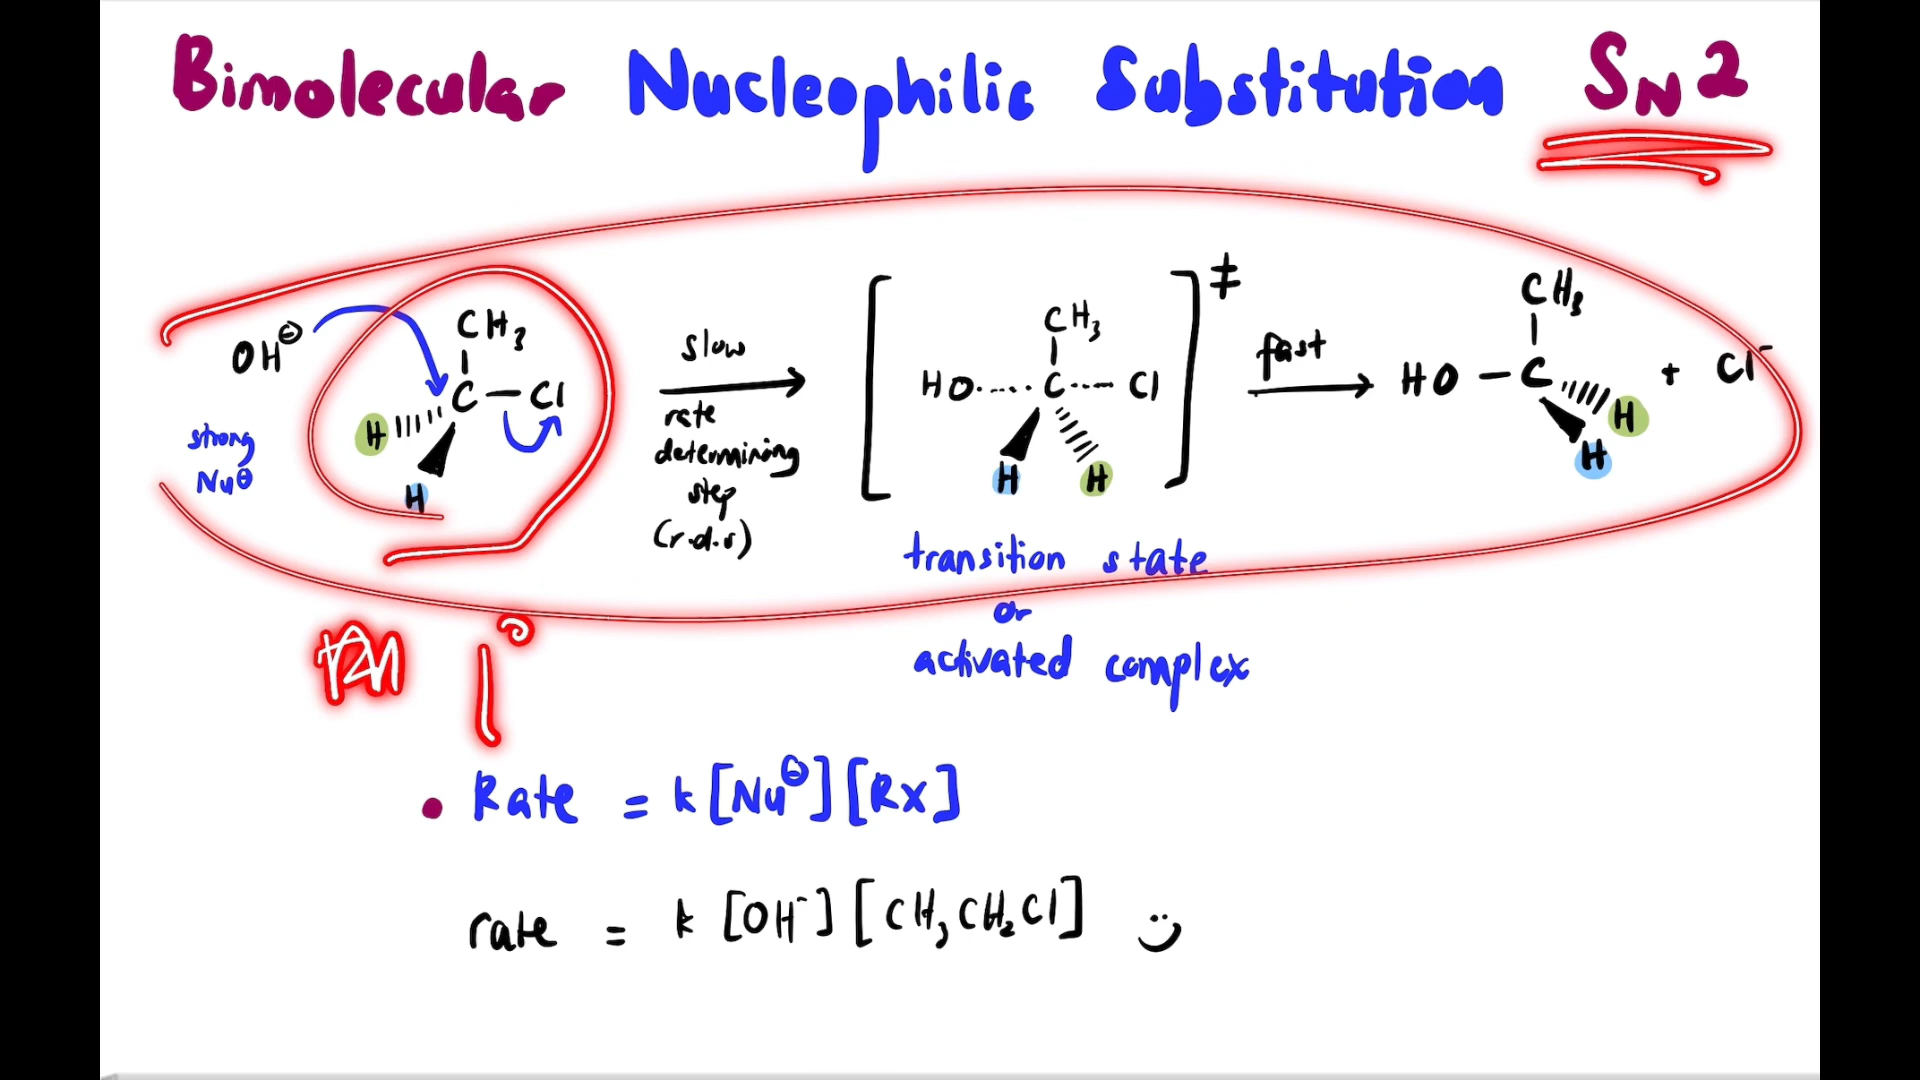 Bimolecular Nucleophilic Substitution SN2
OH⊖
CH3
C – Cl
H
H
strong
Nu⊖
slow
rate
determining
step
(r.d.s)
CH3
HO ..... C ..... Cl
H H
‡
transition state
or
activated complex
fast
CH3
HO – C + Cl⁻
H
H
1°
• Rate = k [Nu⊖] [RX]
rate = k [OH⁻] [CH3CH2Cl]